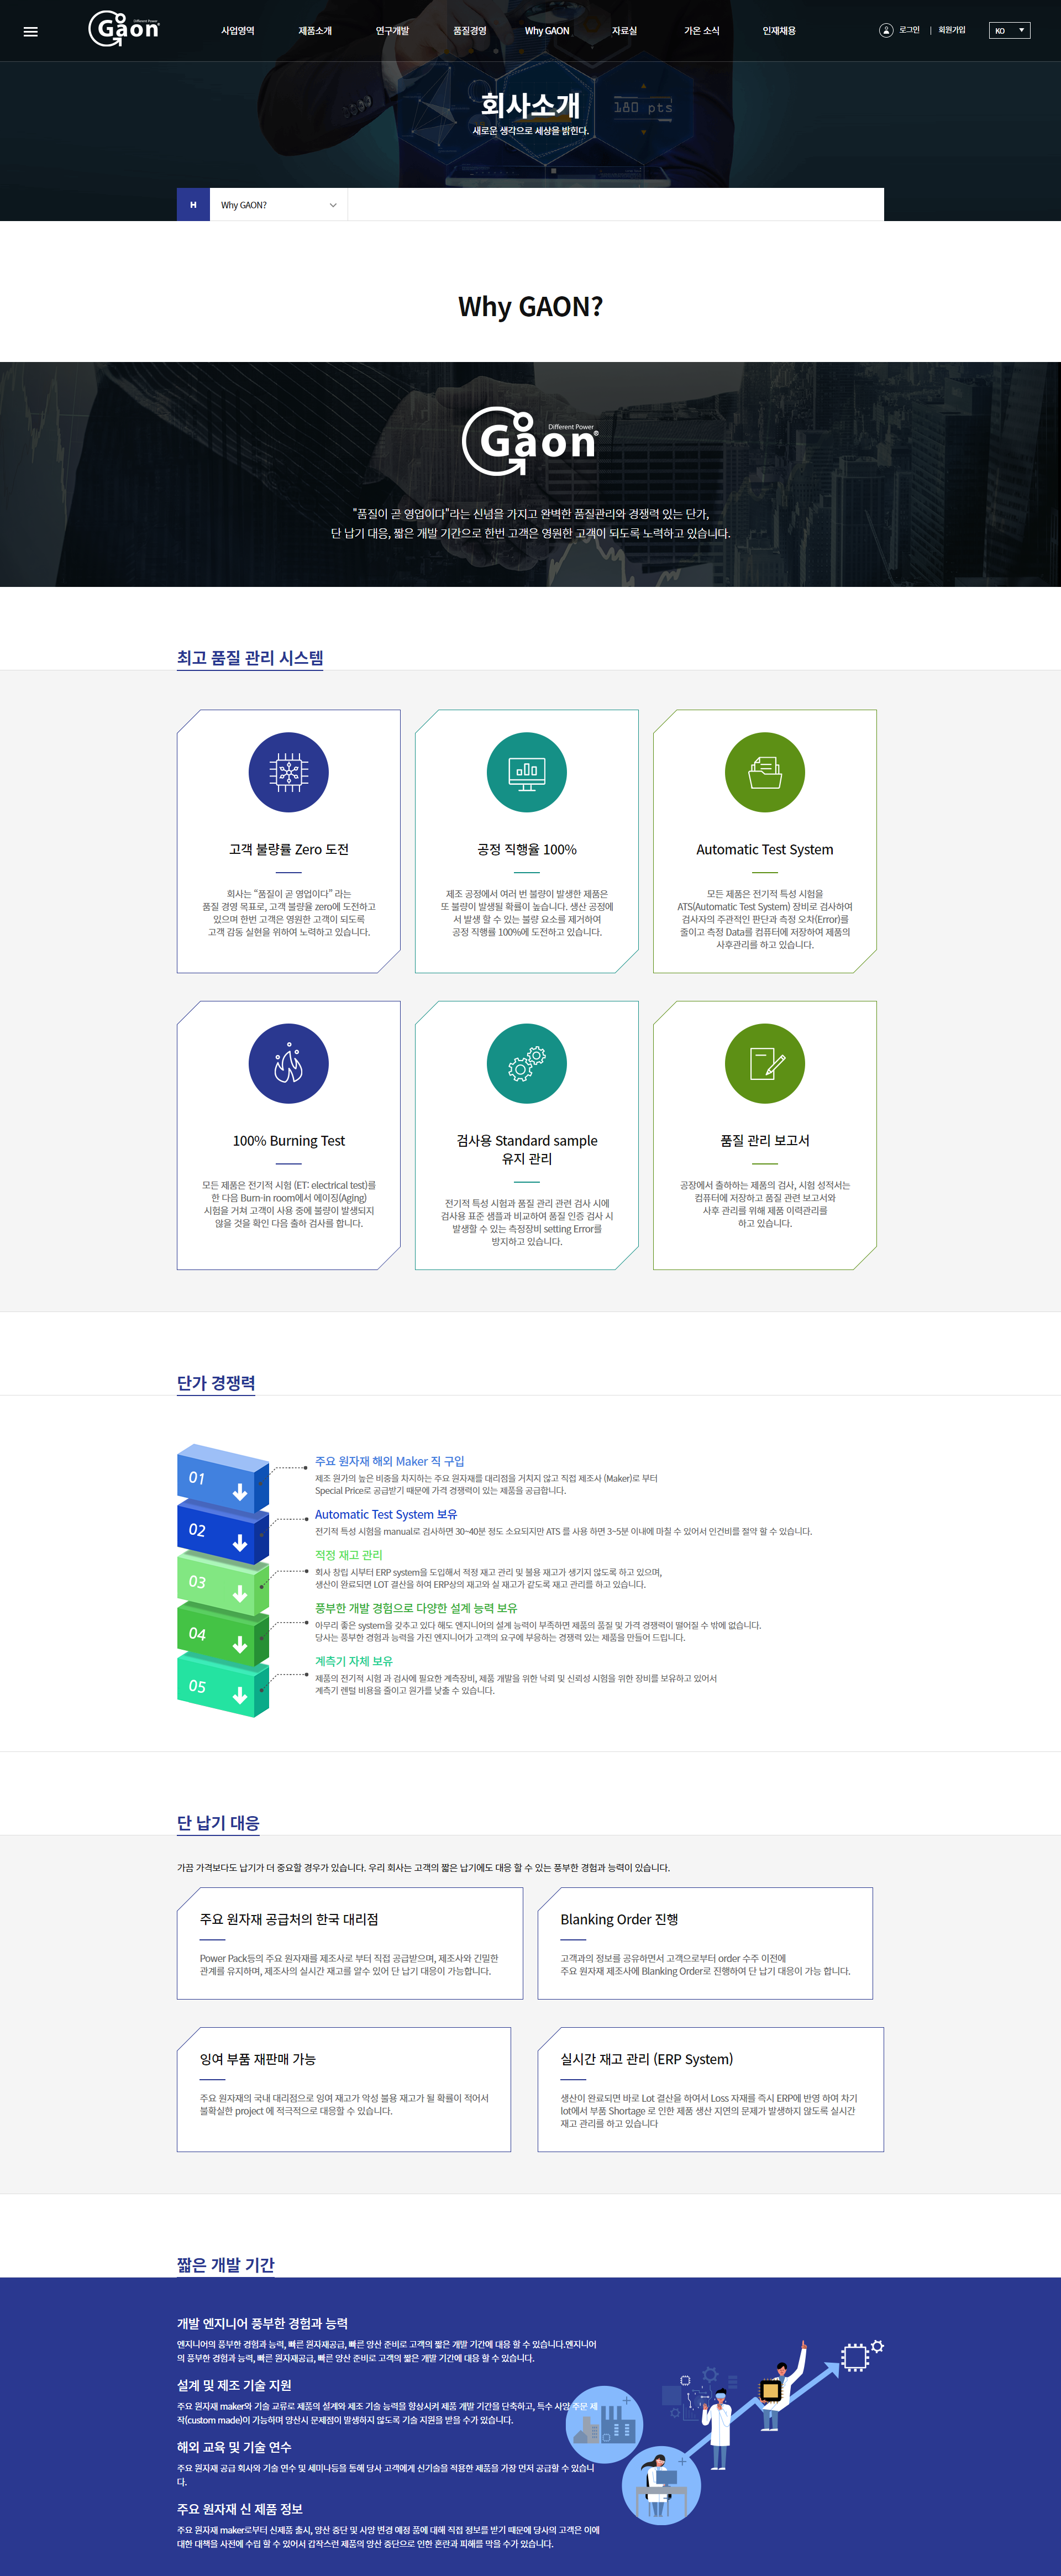 Gaon
Different Power
사업영역
제품소개
연구개발
품질경영
Why GAON
자료실
가온 소식
인재채용
로그인
회원가입
KO
회사소개
새로운 생각으로 세상을 밝힌다.
180 pts
H
Why GAON?
Why GAON?
Different Power
Gaon®
“품질이 곧 영업이다”라는 신념을 가지고 완벽한 품질관리와 경쟁력 있는 단가,
단 납기 대응, 짧은 개발 기간으로 한번 고객은 영원한 고객이 되도록 노력하고 있습니다.
최고 품질 관리 시스템
고객 불량률 Zero 도전
회사는 “품질이 곧 영업이다” 라는
품질 경영 목표로, 고객 불량율 zero에 도전하고
있으며 한번 고객은 영원한 고객이 되도록
고객 감동 실현을 위하여 노력하고 있습니다.
공정 직행율 100%
제조 공정에서 여러 번 불량이 발생한 제품은
또 불량이 발생될 확률이 높습니다. 생산 공정에
서 발생 할 수 있는 불량 요소를 제거하여
공정 직행률 100%에 도전하고 있습니다.
Automatic Test System
모든 제품은 전기적 특성 시험을
ATS(Automatic Test System) 장비로 검사하여
검사자의 주관적인 판단과 측정 오차(Error)를
줄이고 측정 Data를 컴퓨터에 저장하여 제품의
사후관리를 하고 있습니다.
100% Burning Test
모든 제품은 전기적 시험 (ET: electrical test)를
한 다음 Burn-in room에서 에이징(Aging)
시험을 거쳐 고객이 사용 중에 불량이 발생되지
않을 것을 확인 다음 출하 검사를 합니다.
검사용 Standard sample
유지 관리
전기적 특성 시험과 품질 관리 관련 검사 시에
검사용 표준 샘플과 비교하여 품질 인증 검사 시
발생할 수 있는 측정장비 setting Error를
방지하고 있습니다.
품질 관리 보고서
공장에서 출하하는 제품의 검사, 시험 성적서는
컴퓨터에 저장하고 품질 관련 보고서와
사후 관리를 위해 제품 이력관리를
하고 있습니다.
단가 경쟁력
01
주요 원자재 해외 Maker 직 구입
제조 원가의 높은 비중을 차지하는 주요 원자재를 대리점을 거치지 않고 직접 제조사 (Maker)로 부터
Special Price로 공급받기 때문에 가격 경쟁력이 있는 제품을 공급합니다.
02
Automatic Test System 보유
전기적 특성 시험을 manual로 검사하면 30~40분 정도 소요되지만 ATS 를 사용 하면 3~5분 이내에 마칠 수 있어서 인건비를 절약 할 수 있습니다.
03
적정 재고 관리
회사 창립 시부터 ERP system을 도입해서 적정 재고 관리 및 불용 재고가 생기지 않도록 하고 있으며,
생산이 완료되면 LOT 결산을 하여 ERP상의 재고와 실 재고가 같도록 재고 관리를 하고 있습니다.
04
풍부한 개발 경험으로 다양한 설계 능력 보유
아무리 좋은 system을 갖추고 있다 해도 엔지니어의 설계 능력이 부족하면 제품의 품질 및 가격 경쟁력이 떨어질 수 밖에 없습니다.
당사는 풍부한 경험과 능력을 가진 엔지니어가 고객의 요구에 부응하는 경쟁력 있는 제품을 만들어 드립니다.
05
계측기 자체 보유
제품의 전기적 시험 과 검사에 필요한 계측장비, 제품 개발을 위한 낙뢰 및 신뢰성 시험을 위한 장비를 보유하고 있어서
계측기 렌털 비용을 줄이고 원가를 낮출 수 있습니다.
단 납기 대응
가끔 가격보다도 납기가 더 중요할 경우가 있습니다. 우리 회사는 고객의 짧은 납기에도 대응 할 수 있는 풍부한 경험과 능력이 있습니다.
주요 원자재 공급처의 한국 대리점
Power Pack등의 주요 원자재를 제조사로 부터 직접 공급받으며, 제조사와 긴밀한
관계를 유지하며, 제조사의 실시간 재고를 알수 있어 단 납기 대응이 가능합니다.
Blanking Order 진행
고객과의 정보를 공유하면서 고객으로부터 order 수주 이전에
주요 원자재 제조사에 Blanking Order로 진행하여 단 납기 대응이 가능 합니다.
잉여 부품 재판매 가능
주요 원자재의 국내 대리점으로 잉여 재고가 악성 불용 재고가 될 확률이 적어서
불확실한 project 에 적극적으로 대응할 수 있습니다.
실시간 재고 관리 (ERP System)
생산이 완료되면 바로 Lot 결산을 하여서 Loss 자재를 즉시 ERP에 반영 하여 차기
lot에서 부품 Shortage 로 인한 제품 생산 지연의 문제가 발생하지 않도록 실시간
재고 관리를 하고 있습니다
짧은 개발 기간
개발 엔지니어 풍부한 경험과 능력
엔지니어의 풍부한 경험과 능력, 빠른 원자재공급, 빠른 양산 준비로 고객의 짧은 개발 기간에 대응 할 수 있습니다.엔지니어
의 풍부한 경험과 능력, 빠른 원자재공급, 빠른 양산 준비로 고객의 짧은 개발 기간에 대응 할 수 있습니다.
설계 및 제조 기술 지원
주요 원자재 maker와 기술 교류로 제품의 설계와 제조 기술 능력을 향상시켜 제품 개발 기간을 단축하고, 특수 사양 주문 제
작(custom made)이 가능하며 양산시 문제점이 발생하지 않도록 기술 지원을 받을 수가 있습니다.
해외 교육 및 기술 연수
주요 원자재 공급 회사와 기술 연수 및 세미나등을 통해 당사 고객에게 신기술을 적용한 제품을 가장 먼저 공급할 수 있습니
다.
주요 원자재 신 제품 정보
주요 원자재 maker로부터 신제품 출시, 양산 중단 및 사양 변경 예정 품에 대해 직접 정보를 받기 때문에 당사의 고객은 이에
대한 대책을 사전에 수립 할 수 있어서 갑작스런 제품의 양산 중단으로 인한 혼란과 피해를 막을 수가 있습니다.